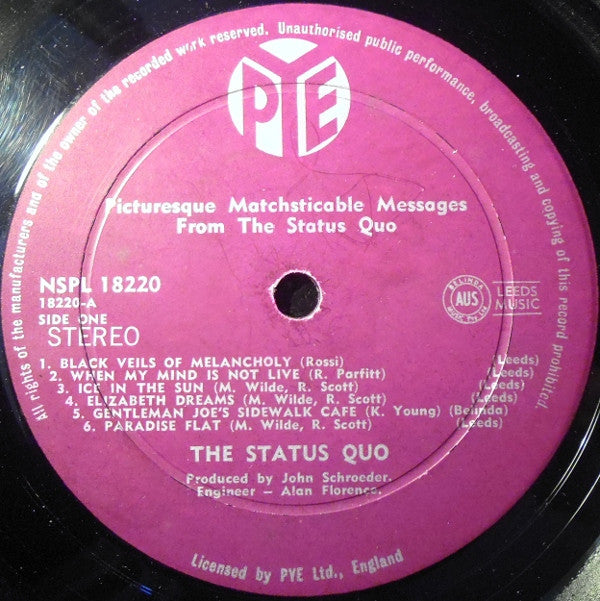 All rights of the manufacturers and of the owner of the recorded work reserved. Unauthorised public performance, broadcasting and copying of this record prohibited.
PYE
Picturesque Matchsticable Messages
From The Status Quo
NSPL 18220
18220-A
SIDE ONE
STEREO
BELINDA
AUS
MUSIC Pty Ltd
LEEDS
MUSIC
1. BLACK VEILS OF MELANCHOLY (Rossi) (Leeds)
2. WHEN MY MIND IS NOT LIVE (R. Parfitt) (Leeds)
3. ICE IN THE SUN (M. Wilde, R. Scott) (Leeds)
4. ELIZABETH DREAMS (M. Wilde, R. Scott) (Leeds)
5. GENTLEMAN JOE'S SIDEWALK CAFE (K. Young) (Belinda)
6. PARADISE FLAT (M. Wilde, R. Scott) (Leeds)
THE STATUS QUO
Produced by John Schroeder.
Engineer – Alan Florence.
Licensed by PYE Ltd., England